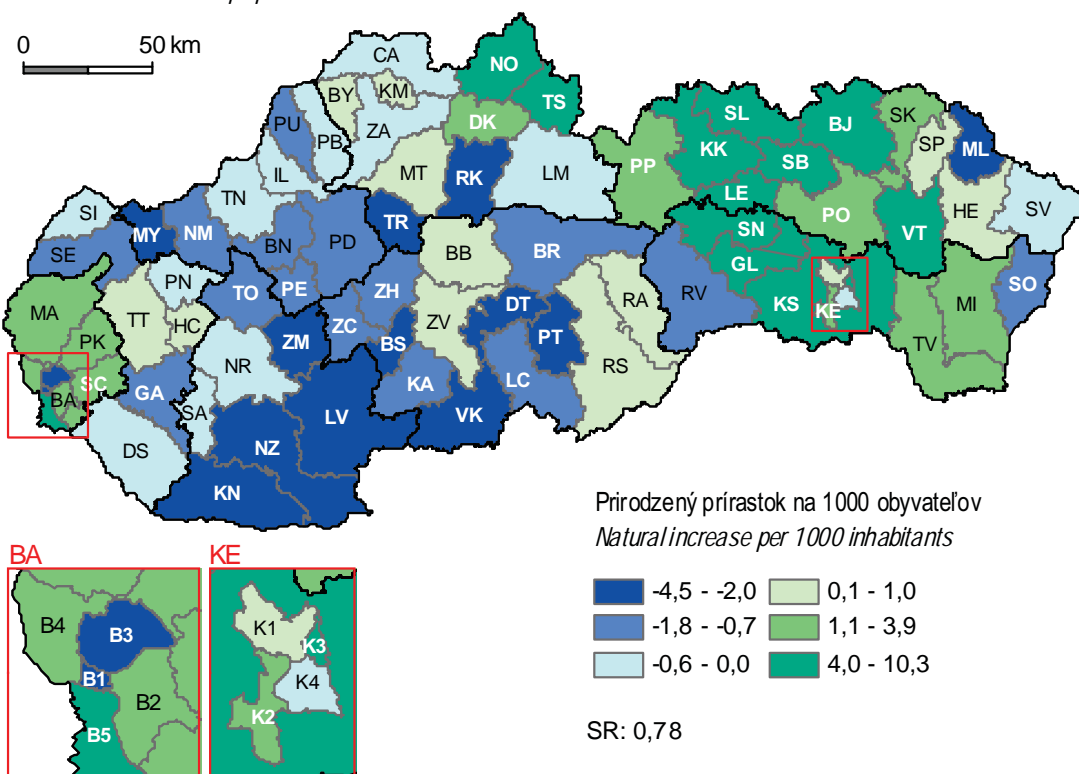 0 50 km
CA
NO
BY
KM
TS
PU
PB
ZA
DK
SL
BJ
SK
SP
ML
IL
MT
RK
LM
PP
KK
SB
TN
LE
PO
HE
SV
SI
MY
NM
TR
VT
SE
BN
PD
BB
BR
SN
GL
PN
TO
PE
ZH
RV
KS
KE
SO
MA
TT
HC
ZC
ZV
DT
RA
MI
PK
ZM
BS
PT
TV
SC
BA
GA
NR
KA
LC
RS
SA
LV
VK
DS
NZ
KN
BA
KE
B4
B3
B1
B2
B5
K1
K3
K4
K2
Prirodzený prírastok na 1000 obyvateľov
Natural increase per 1000 inhabitants
-4,5 - -2,0 0,1 - 1,0
-1,8 - -0,7 1,1 - 3,9
-0,6 - 0,0 4,0 - 10,3
SR: 0,78